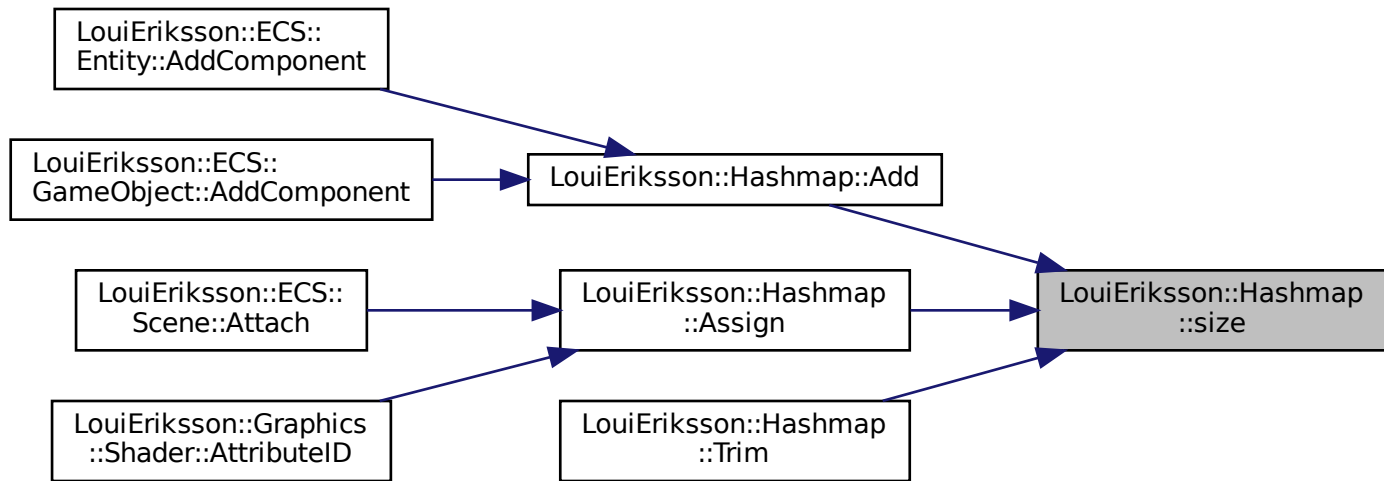 LouiEriksson::ECS::
Entity::AddComponent
LouiEriksson::ECS::
GameObject::AddComponent
LouiEriksson::Hashmap::Add
LouiEriksson::ECS::
Scene::Attach
LouiEriksson::Hashmap
::Assign
LouiEriksson::Hashmap
::size
LouiEriksson::Graphics
::Shader::AttributeID
LouiEriksson::Hashmap
::Trim